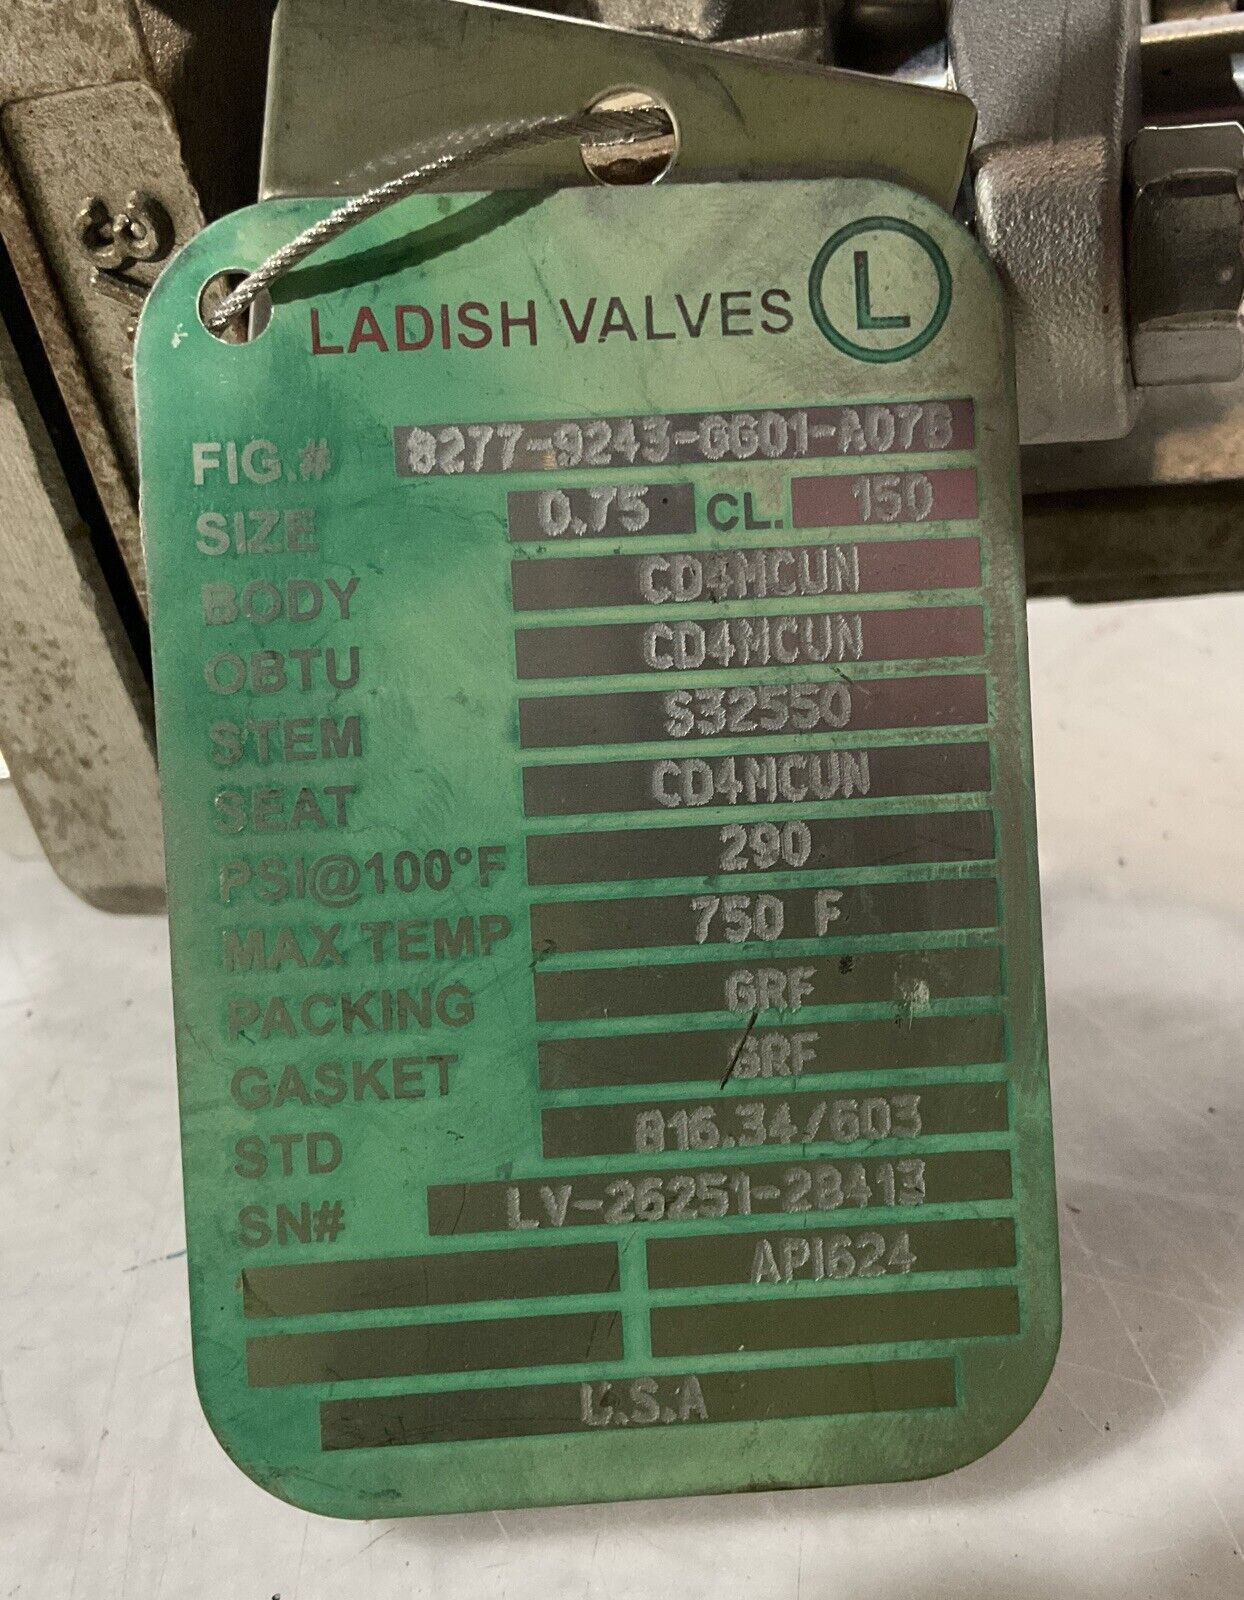 LADISH VALVES L
FIG.# 8277-9243-GG01-A07B
SIZE 0.75 CL. 150
BODY CD4MCUN
OBTU CD4MCUN
STEM S32550
SEAT CD4MCUN
PSI@100°F 290
MAX TEMP 750 F
PACKING GRF
GASKET GRF
STD B16.34/603
SN# LV-26251-28413
API624
U.S.A